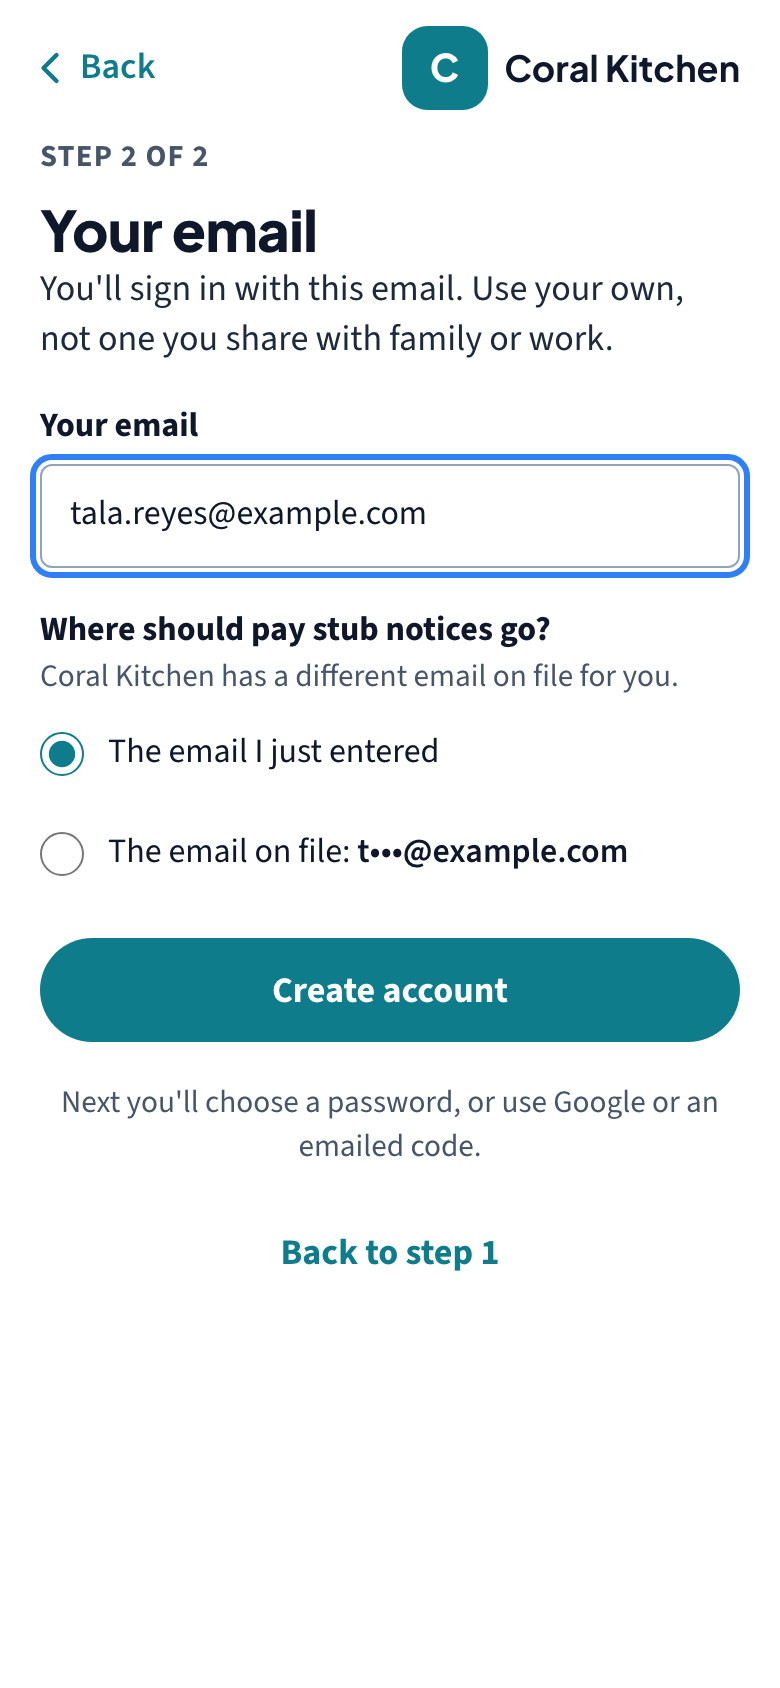 Back
C
Coral Kitchen
STEP 2 OF 2
Your email
You'll sign in with this email. Use your own,
not one you share with family or work.
Your email
tala.reyes@example.com
Where should pay stub notices go?
Coral Kitchen has a different email on file for you.
The email I just entered
The email on file: t•••@example.com
Create account
Next you'll choose a password, or use Google or an
emailed code.
Back to step 1